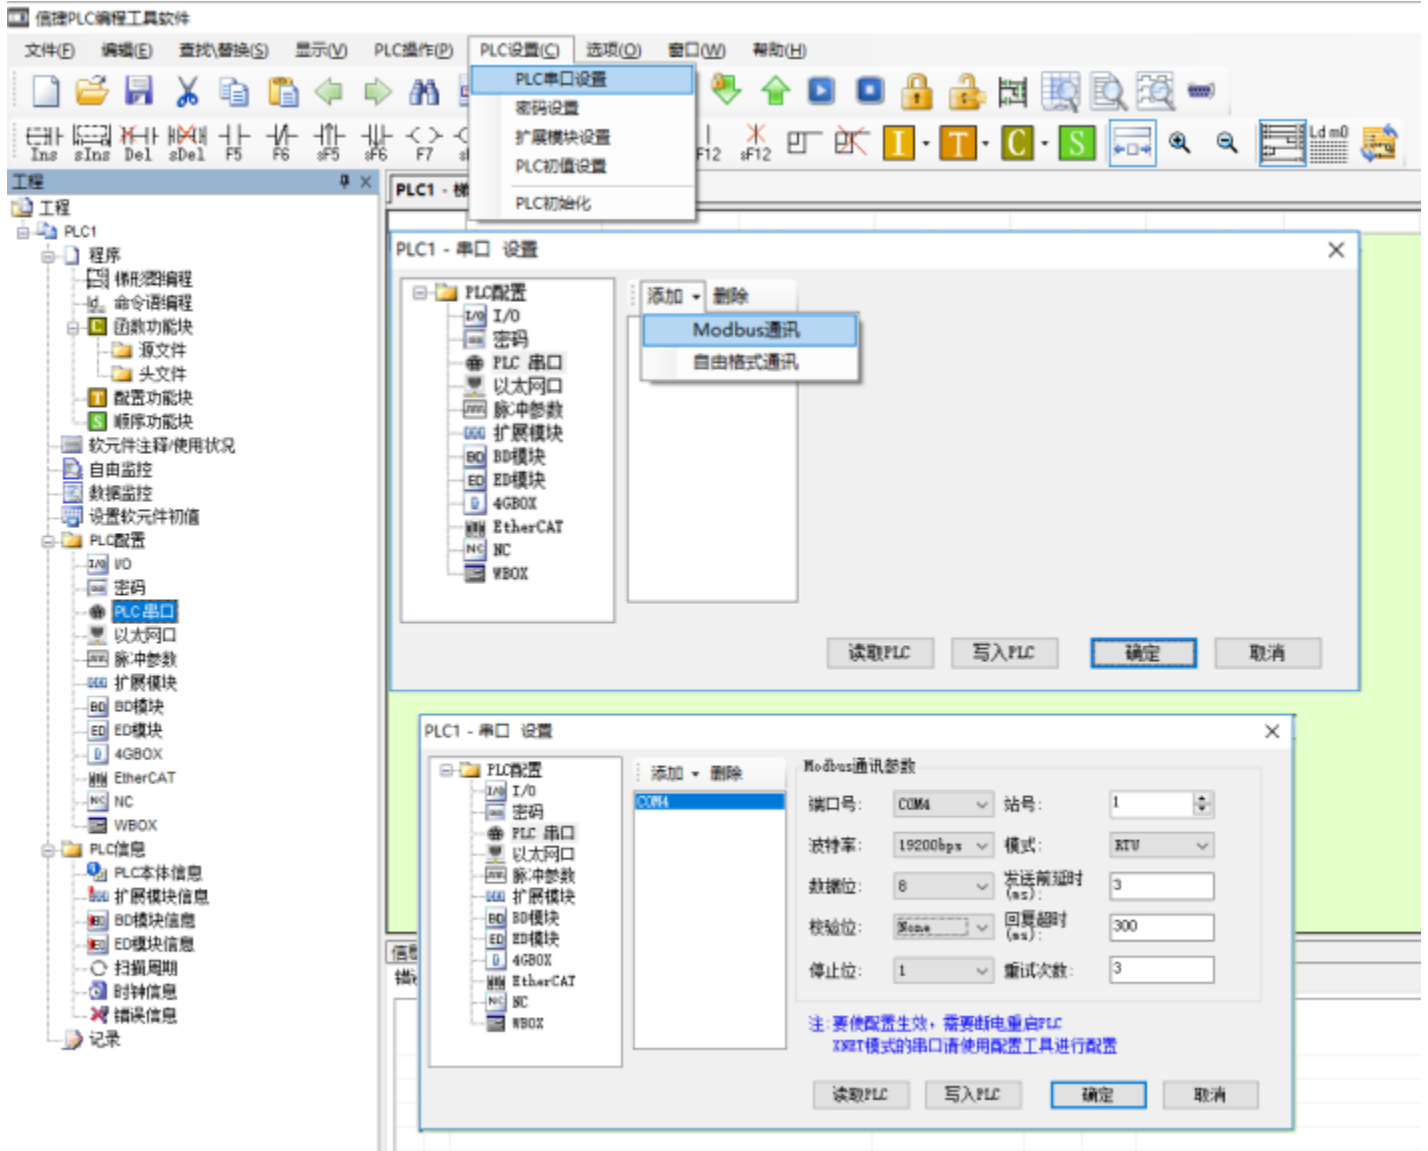 信捷PLC编程工具软件
文件(F) 编辑(E) 查找\替换(S) 显示(V) PLC操作(P) PLC设置(C) 选项(O) 窗口(W) 帮助(H)
PLC串口设置
密码设置
扩展模块设置
PLC初值设置
PLC初始化
Ins sIns Del sDel F5 F6 sF5 sF6 F7 F12 sF12 I T C S Ld m0
工程
PLC1 - 梯
工程
PLC1
程序
梯形图编程
命令语编程
函数功能块
源文件
头文件
配置功能块
顺序功能块
软元件注释/使用状况
自由监控
数据监控
设置软元件初值
PLC配置
I/O
密码
PLC 串口
以太网口
脉冲参数
扩展模块
BD模块
ED模块
4GBOX
EtherCAT
NC
WBOX
PLC信息
PLC本体信息
扩展模块信息
BD模块信息
ED模块信息
扫描周期
时钟信息
错误信息
记录
PLC1 - 串口 设置
PLC配置
I/O
密码
PLC 串口
以太网口
脉冲参数
扩展模块
BD模块
ED模块
4GBOX
EtherCAT
NC
WBOX
添加 删除
Modbus通讯
自由格式通讯
读取PLC 写入PLC 确定 取消
信息
错误
PLC1 - 串口 设置
PLC配置
I/O
密码
PLC 串口
以太网口
脉冲参数
扩展模块
BD模块
ED模块
4GBOX
EtherCAT
NC
WBOX
添加 删除
COM4
Modbus通讯参数
端口号: COM4 站号: 1
波特率: 19200bps 模式: RTU
数据位: 8 发送前延时(ms): 3
校验位: None 回复超时(ms): 300
停止位: 1 重试次数: 3
注:要使配置生效，需要断电重启PLC
XNET模式的串口请使用配置工具进行配置
读取PLC 写入PLC 确定 取消